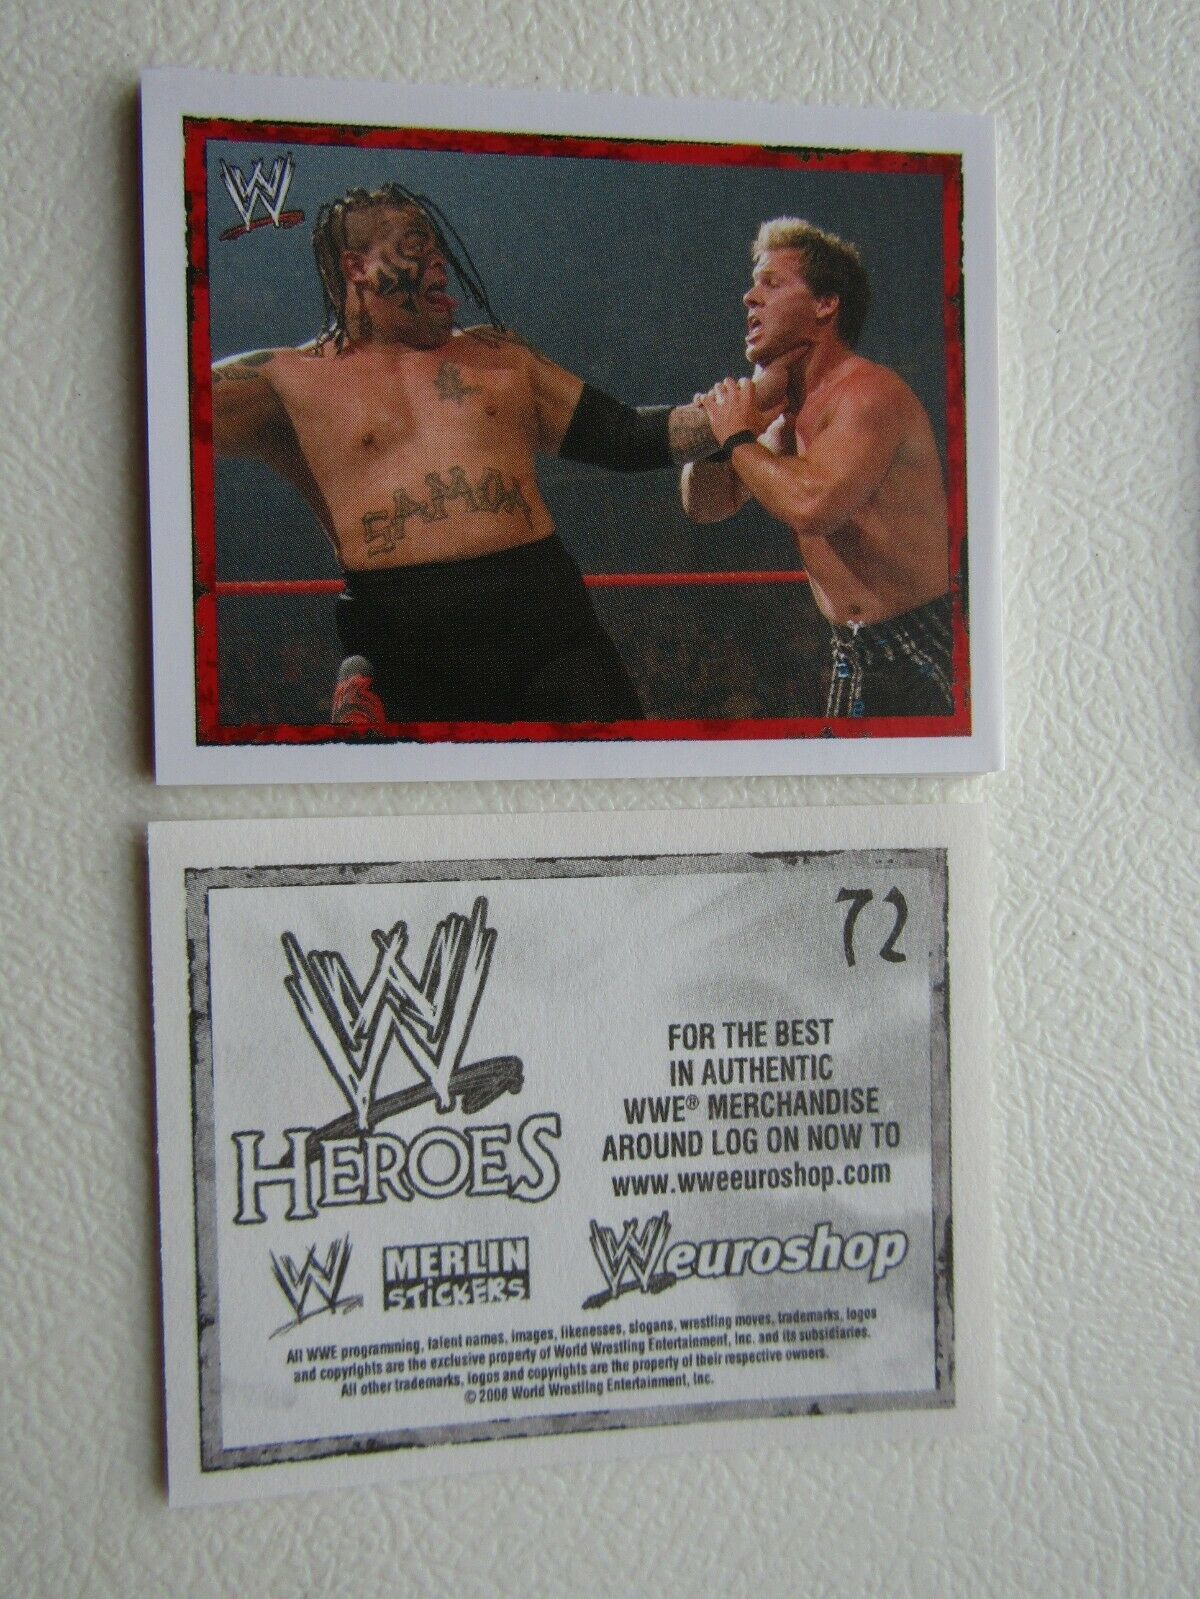 W
SAMOA
72
W
HEROES
FOR THE BEST
IN AUTHENTIC
WWE® MERCHANDISE
AROUND LOG ON NOW TO
www.wweeuroshop.com
W
MERLIN
STICKERS
Weuroshop
All WWE programming, talent names, images, likenesses, slogans, wrestling moves, trademarks, logos
and copyrights are the exclusive property of World Wrestling Entertainment, Inc. and its subsidiaries.
All other trademarks, logos and copyrights are the property of their respective owners.
© 2008 World Wrestling Entertainment, Inc.